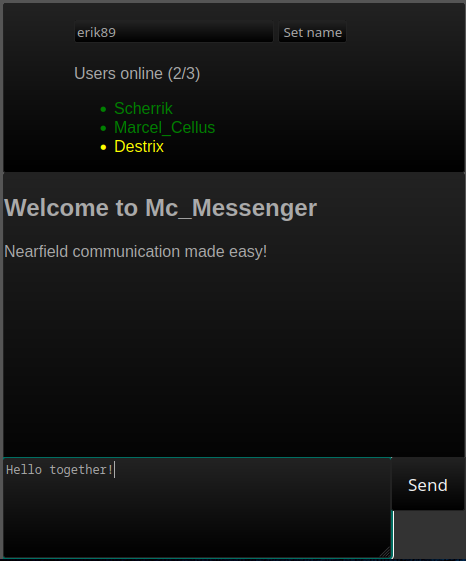 erik89 Set name
Users online (2/3)
Scherrik
Marcel_Cellus
Destrix
Welcome to Mc_Messenger
Nearfield communication made easy!
Hello together!
Send